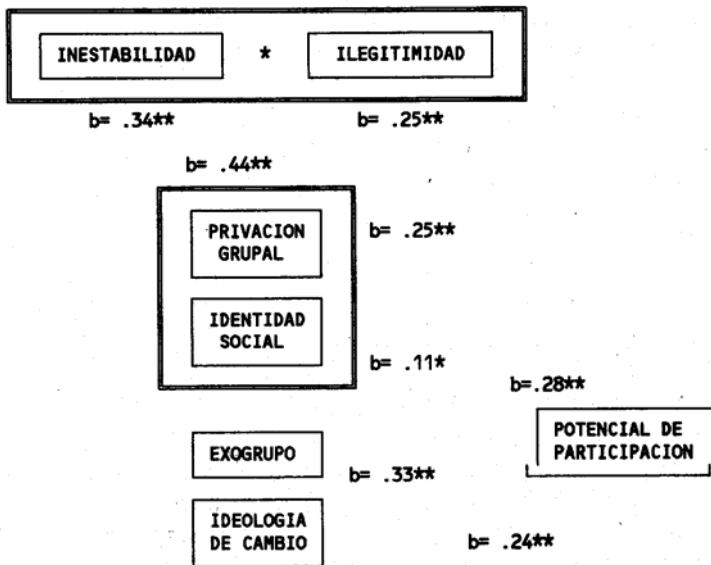 INESTABILIDAD * ILEGITIMIDAD
b= .34** b= .25**
b= .44**
PRIVACION
GRUPAL
b= .25**
IDENTIDAD
SOCIAL
b= .11*
b=.28**
POTENCIAL DE
PARTICIPACION
EXOGRUPO
b= .33**
IDEOLOGIA
DE CAMBIO
b= .24**